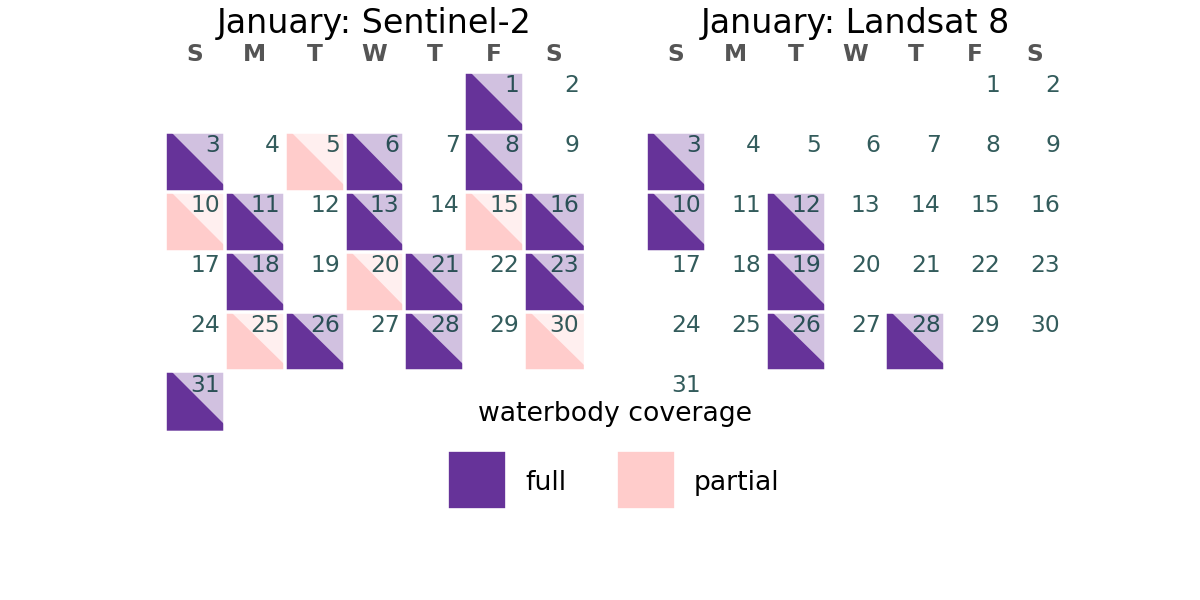 January: Sentinel-2
S M T W T F S
1 2
3 4 5 6 7 8 9
10 11 12 13 14 15 16
17 18 19 20 21 22 23
24 25 26 27 28 29 30
31
January: Landsat 8
S M T W T F S
1 2
3 4 5 6 7 8 9
10 11 12 13 14 15 16
17 18 19 20 21 22 23
24 25 26 27 28 29 30
31
waterbody coverage
full partial